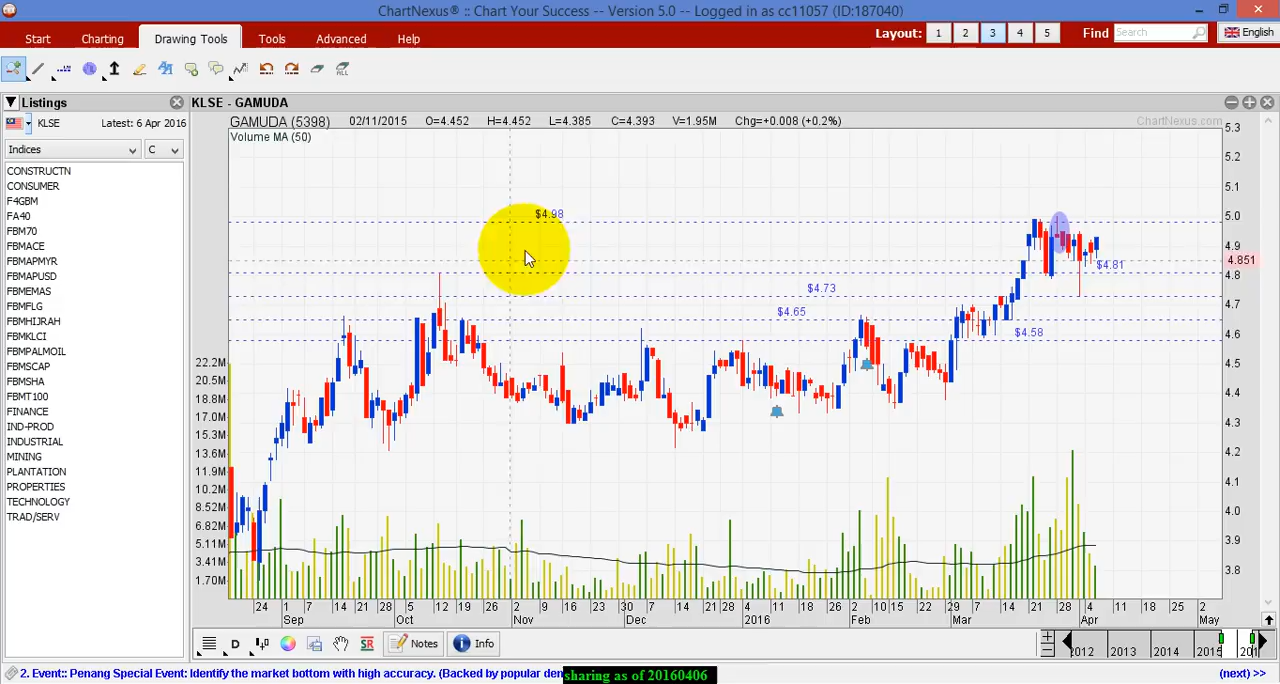 ChartNexus® :: Chart Your Success -- Version 5.0 -- Logged in as cc11057 (ID:187040)
Start Charting Drawing Tools Tools Advanced Help Layout: 1 2 3 4 5 Find Search English
Listings KLSE - GAMUDA
KLSE Latest: 6 Apr 2016
GAMUDA (5398) 02/11/2015 O=4.452 H=4.452 L=4.385 C=4.393 V=1.95M Chg=+0.008 (+0.2%) ChartNexus.com
Volume MA (50)
Indices C
CONSTRUCTN
CONSUMER
F4GBM
FA40
FBM70
FBMACE
FBMAPMYR
FBMAPUSD
FBMEMAS
FBMFLG
FBMHIJRAH
FBMKLCI
FBMPALMOIL
FBMSCAP
FBMSHA
FBMT100
FINANCE
IND-PROD
INDUSTRIAL
MINING
PLANTATION
PROPERTIES
TECHNOLOGY
TRAD/SERV
$4.98
$4.81
$4.73
$4.65
$4.58
5.3
5.2
5.1
5.0
4.9
4.851
4.8
4.7
4.6
4.5
4.4
4.3
4.2
4.1
4.0
3.9
3.8
22.2M
20.5M
18.8M
17.0M
15.3M
13.6M
11.9M
10.2M
8.52M
6.82M
5.11M
3.41M
1.70M
24 1 7 14 21 28 5 12 19 26 2 9 16 23 30 7 14 21 28 4 11 18 26 2 10 15 22 29 7 14 21 28 4 11 18 25 2
Sep Oct Nov Dec 2016 Feb Mar Apr May
D SR Notes Info 2012 2013 2014 2015 201
2. Event:: Penang Special Event: Identify the market bottom with high accuracy. (Backed by popular den (next) >>
sharing as of 20160406